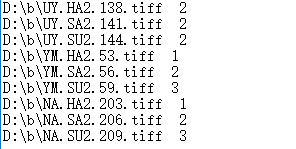 D:\b\UY.HA2.138.tiff  2
D:\b\UY.SA2.141.tiff  2
D:\b\UY.SU2.144.tiff  2
D:\b\YM.HA2.53.tiff  1
D:\b\YM.SA2.56.tiff  2
D:\b\YM.SU2.59.tiff  3
D:\b\NA.HA2.203.tiff  1
D:\b\NA.SA2.206.tiff  2
D:\b\NA.SU2.209.tiff  3